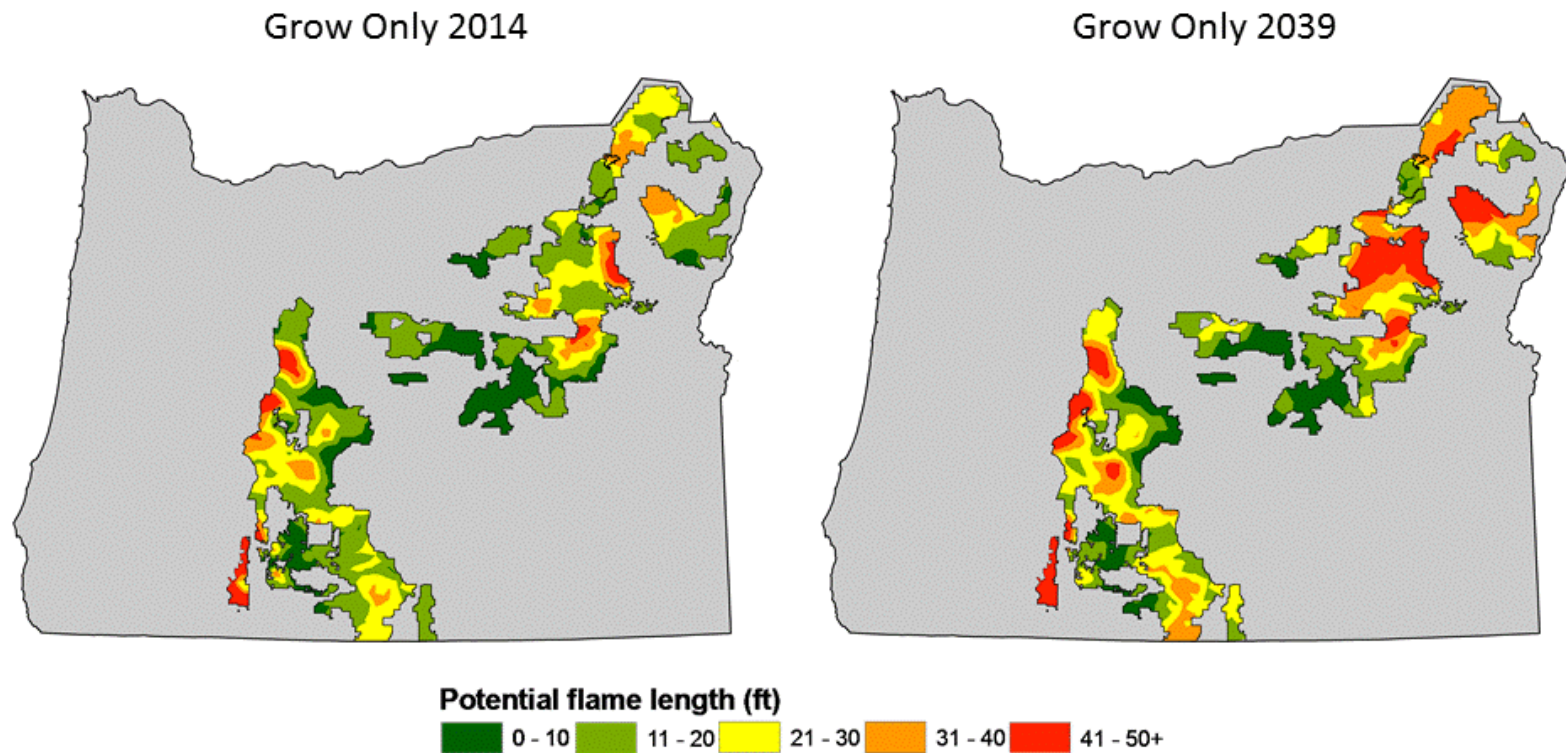 Grow Only 2014
Grow Only 2039
Potential flame length (ft)
0 - 10 11 - 20 21 - 30 31 - 40 41 - 50+